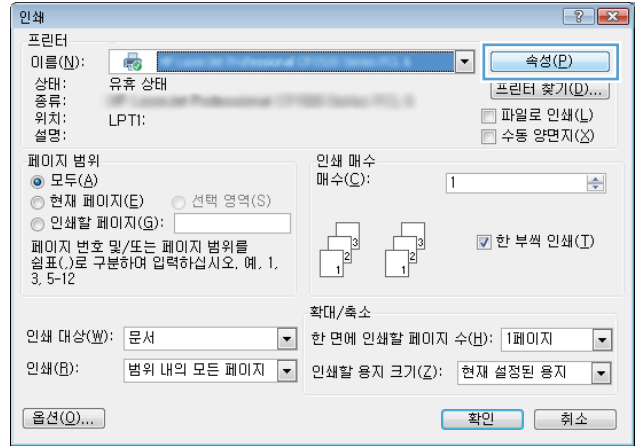 인쇄
프린터
이름(N):
속성(P)
상태: 유휴 상태
프린터 찾기(D)...
종류:
위치: LPT1:
파일로 인쇄(L)
설명:
수동 양면지(X)
페이지 범위
모두(A)
현재 페이지(E) 선택 영역(S)
인쇄할 페이지(G):
페이지 번호 및/또는 페이지 범위를
쉼표(,)로 구분하여 입력하십시오. 예, 1,
3, 5-12
인쇄 매수
매수(C): 1
3 3
2 2
1 1
한 부씩 인쇄(T)
인쇄 대상(W): 문서
인쇄(R): 범위 내의 모든 페이지
확대/축소
한 면에 인쇄할 페이지 수(H): 1페이지
인쇄할 용지 크기(Z): 현재 설정된 용지
옵션(O)...
확인 취소